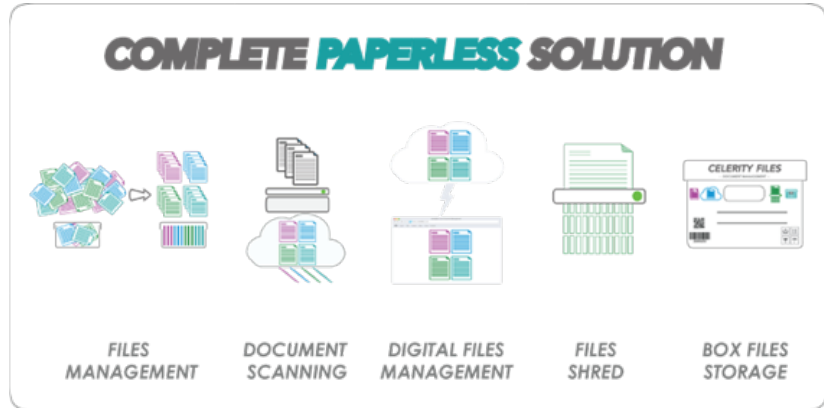 COMPLETE PAPERLESS SOLUTION
CELERITY FILES
FILES
MANAGEMENT
DOCUMENT
SCANNING
DIGITAL FILES
MANAGEMENT
FILES
SHRED
BOX FILES
STORAGE